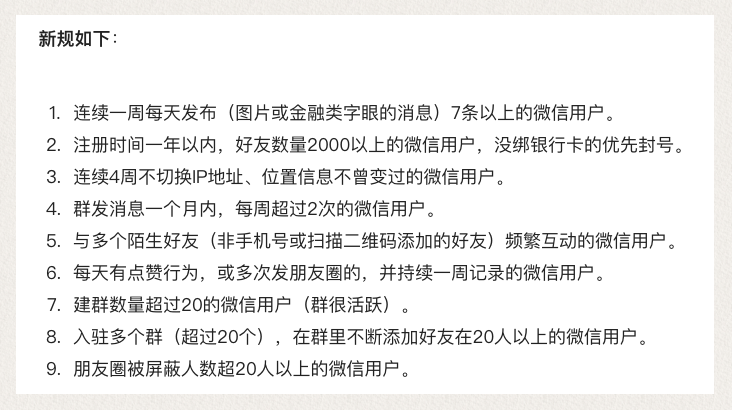 新规如下：
1. 连续一周每天发布（图片或金融类字眼的消息）7条以上的微信用户。
2. 注册时间一年以内，好友数量2000以上的微信用户，没绑银行卡的优先封号。
3. 连续4周不切换IP地址、位置信息不曾变过的微信用户。
4. 群发消息一个月内，每周超过2次的微信用户。
5. 与多个陌生好友（非手机号或扫描二维码添加的好友）频繁互动的微信用户。
6. 每天有点赞行为，或多次发朋友圈的，并持续一周记录的微信用户。
7. 建群数量超过20的微信用户（群很活跃）。
8. 入驻多个群（超过20个），在群里不断添加好友在20人以上的微信用户。
9. 朋友圈被屏蔽人数超20人以上的微信用户。